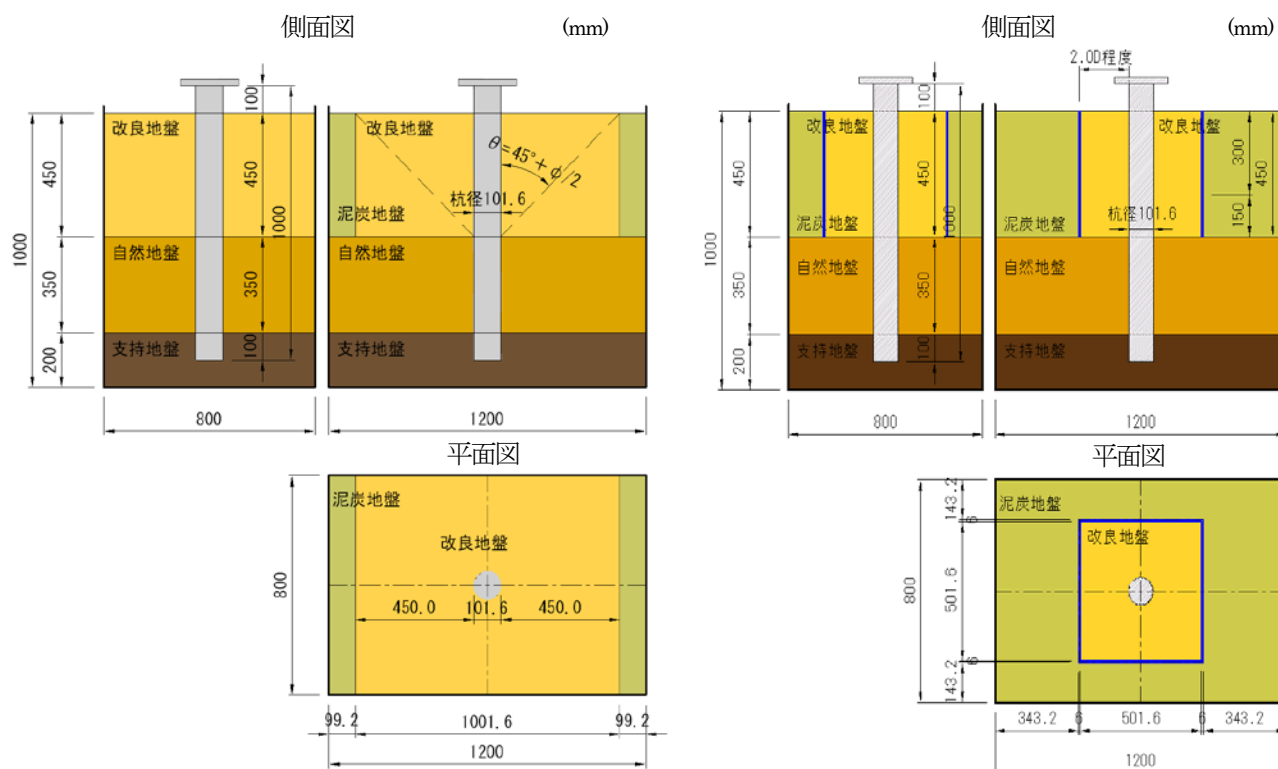 側面図 (mm)
100
改良地盤 改良地盤
θ=45°+φ/2
450 450 1000
杭径101.6
泥炭地盤
1000
自然地盤 自然地盤
350 350
支持地盤 支持地盤
200 100
800 1200
平面図
泥炭地盤
改良地盤
800
450.0 101.6 450.0
99.2 1001.6 99.2
1200
側面図 (mm)
2.0D程度
100
改良地盤 改良地盤
450 450 300 450
1000
泥炭地盤 泥炭地盤 杭径101.6 150
1000
自然地盤 自然地盤
350 350
支持地盤 支持地盤
200 100
800 1200
平面図
143.2
泥炭地盤
6
改良地盤
800 501.6
6
143.2
343.2 6 501.6 6 343.2
1200